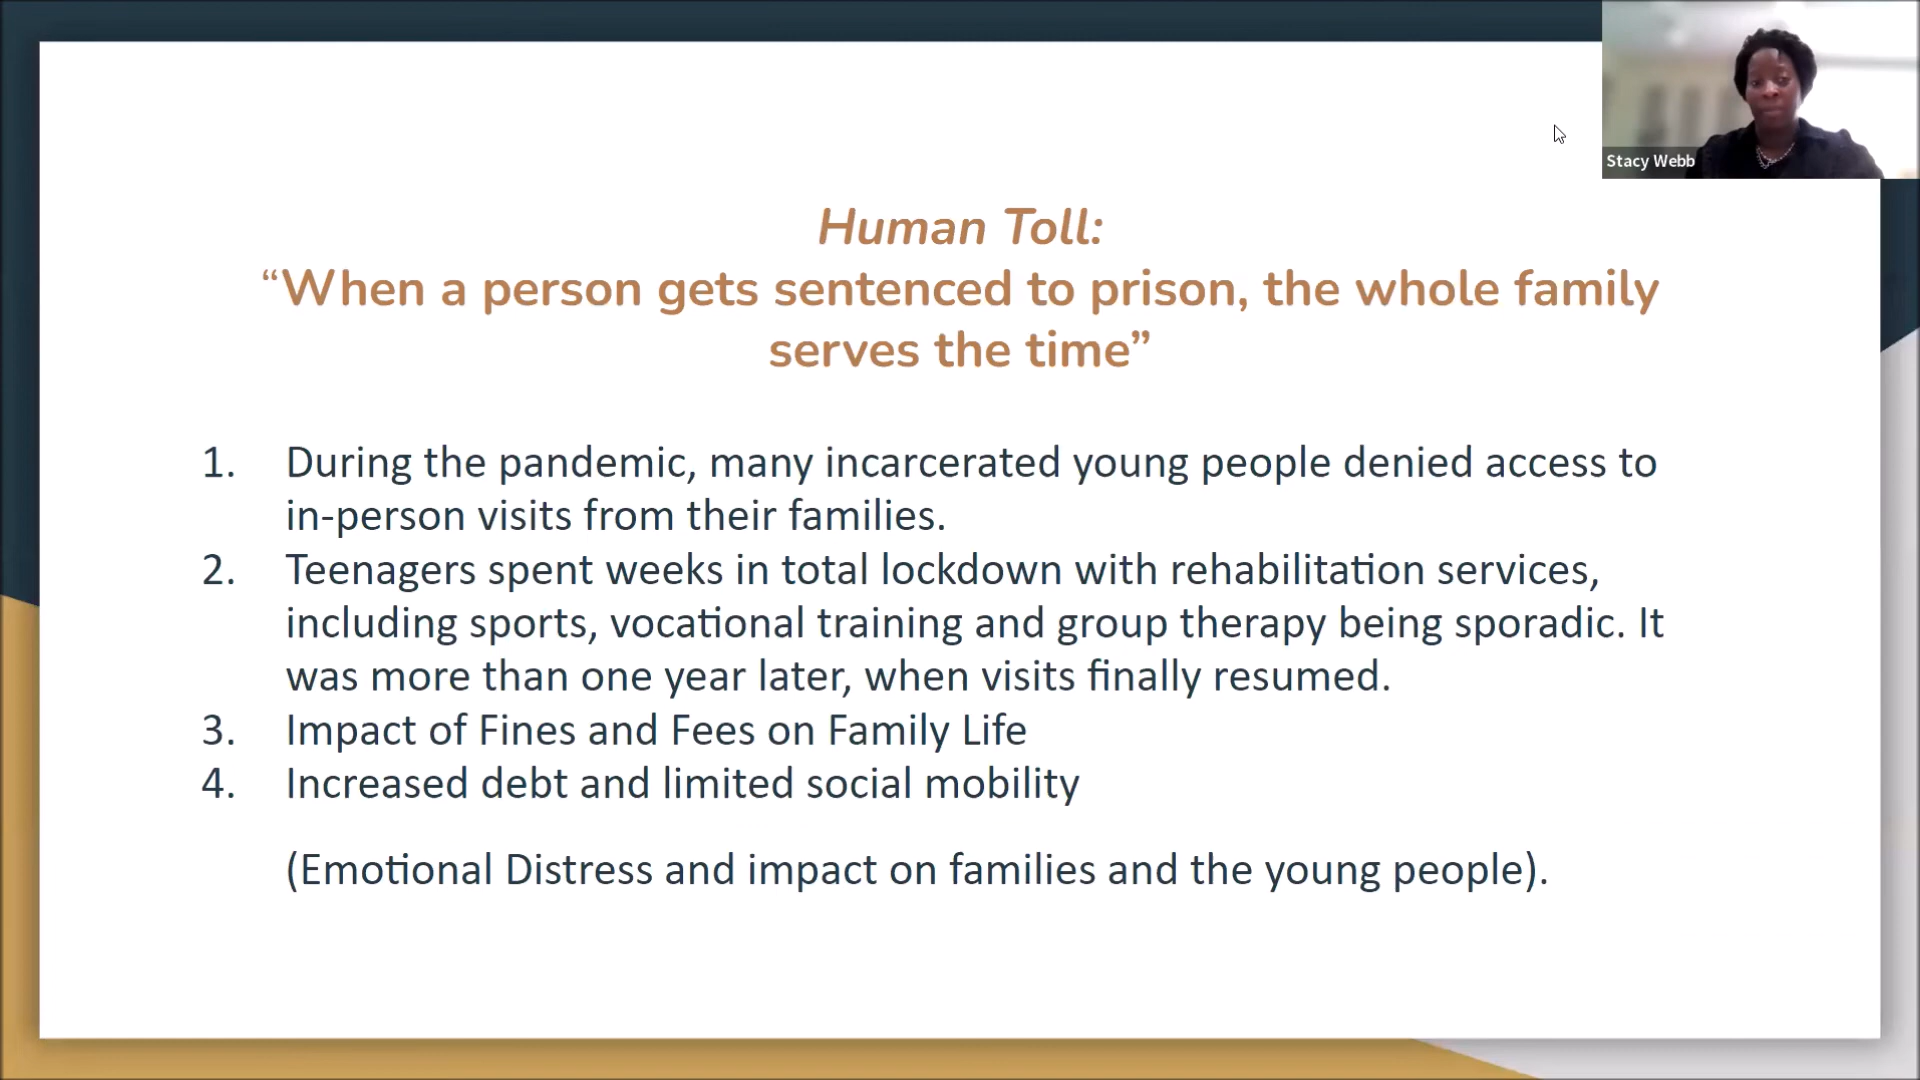 Stacy Webb
Human Toll:
“When a person gets sentenced to prison, the whole family
serves the time”
1. During the pandemic, many incarcerated young people denied access to
in-person visits from their families.
2. Teenagers spent weeks in total lockdown with rehabilitation services,
including sports, vocational training and group therapy being sporadic. It
was more than one year later, when visits finally resumed.
3. Impact of Fines and Fees on Family Life
4. Increased debt and limited social mobility
(Emotional Distress and impact on families and the young people).